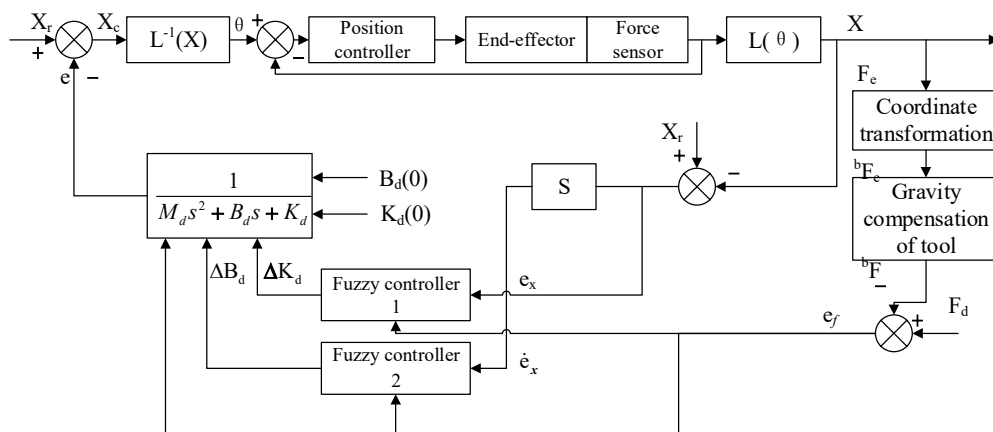 X_r
X_c
L^{-1}(X)
θ
+
+
−
e
−
Position
controller
End-effector
Force
sensor
L(θ)
X
F_e
Coordinate
transformation
^bF_e
Gravity
compensation
of tool
^bF
−
+
F_d
X_r
+
−
S
1
M_d s^2 + B_d s + K_d
B_d(0)
K_d(0)
ΔB_d
ΔK_d
Fuzzy controller
1
e_x
e_f
Fuzzy controller
2
ė_x